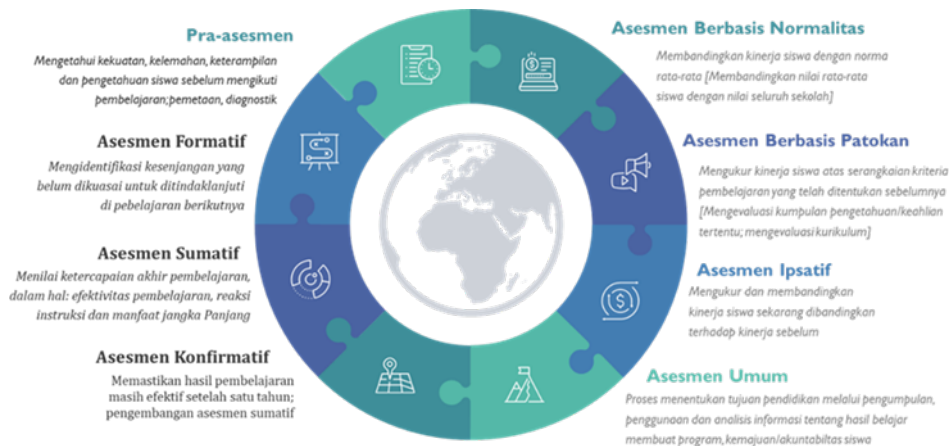 Pra-asesmen
Mengetahui kekuatan, kelemahan, keterampilan
dan pengetahuan siswa sebelum mengikuti
pembelajaran;pemetaan, diagnostik
Asesmen Formatif
Mengidentifikasi kesenjangan yang
belum dikuasai untuk ditindaklanjuti
di pebelajaran berikutnya
Asesmen Sumatif
Menilai ketercapaian akhir pembelajaran,
dalam hal: efektivitas pembelajaran, reaksi
instruksi dan manfaat jangka Panjang
Asesmen Konfirmatif
Memastikan hasil pembelajaran
masih efektif setelah satu tahun;
pengembangan asesmen sumatif
Asesmen Berbasis Normalitas
Membandingkan kinerja siswa dengan norma
rata-rata [Membandingkan nilai rata-rata
siswa dengan nilai seluruh sekolah]
Asesmen Berbasis Patokan
Mengukur kinerja siswa atas serangkaian kriteria
pembelajaran yang telah ditentukan sebelumnya
[Mengevaluasi kumpulan pengetahuan/keahlian
tertentu; mengevaluasi kurikulum]
Asesmen Ipsatif
Mengukur dan membandingkan
kinerja siswa sekarang dibandingkan
terhadap kinerja sebelum
Asesmen Umum
Proses menentukan tujuan pendidikan melalui pengumpulan,
penggunaan dan analisis informasi tentang hasil belajar
membuat program, kemajuan/akuntabiltas siswa